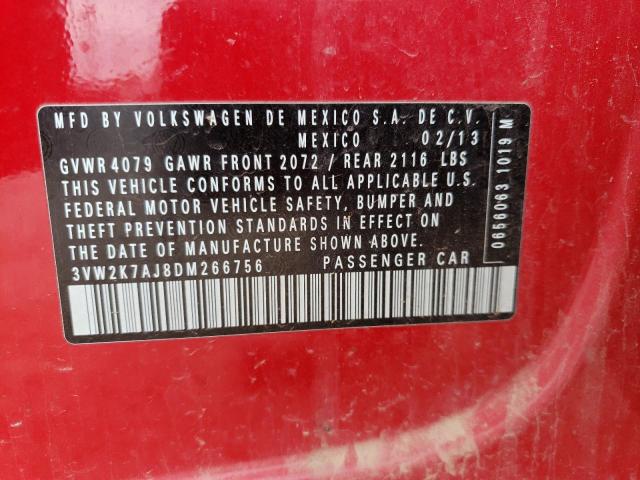 MFD BY VOLKSWAGEN DE MEXICO S.A. DE C.V.
MEXICO 02/13
GVWR 4079 GAWR FRONT 2072 / REAR 2116 LBS
THIS VEHICLE CONFORMS TO ALL APPLICABLE U.S.
FEDERAL MOTOR VEHICLE SAFETY, BUMPER AND
THEFT PREVENTION STANDARDS IN EFFECT ON
THE DATE OF MANUFACTURE SHOWN ABOVE.
3VW2K7AJ8DM266756 PASSENGER CAR
0656063 1019 M